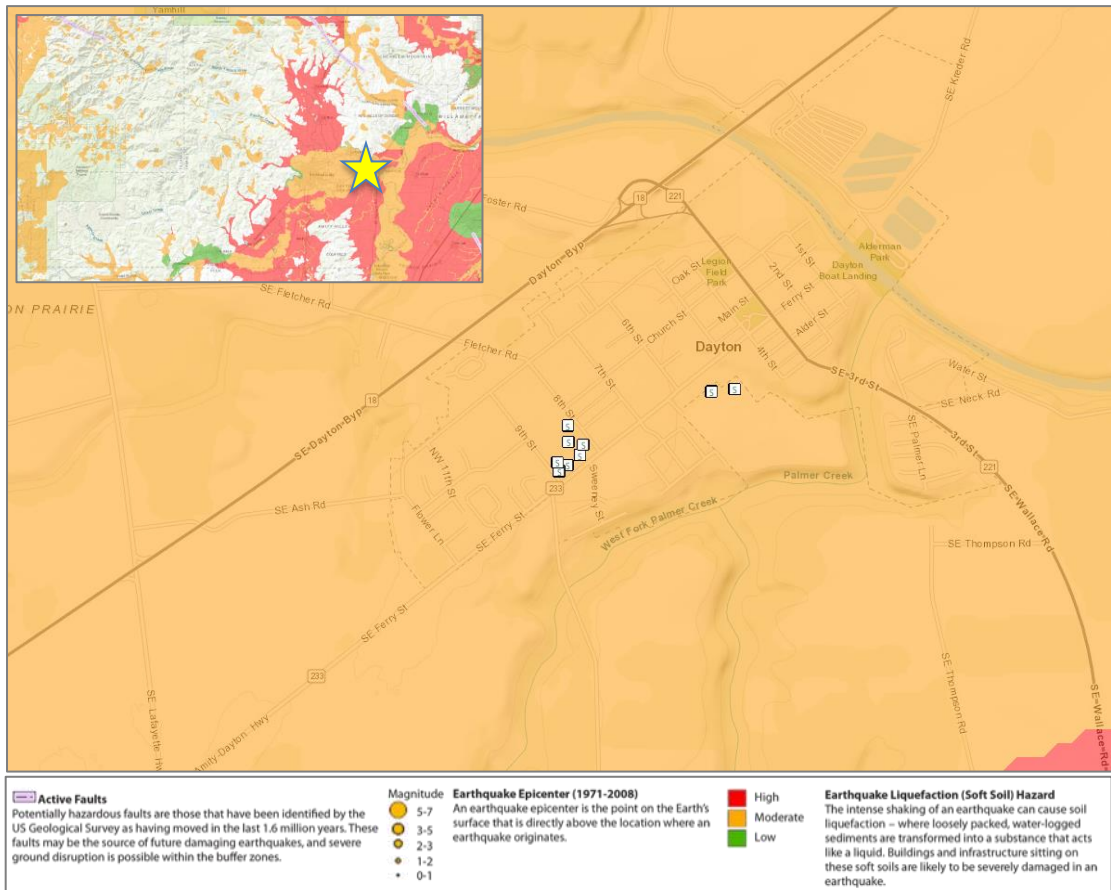 Yamhill
SE Kreder Rd
18
221
Foster Rd
Dayton=Byp
Alderman
Park
Dayton
Boat Landing
1st St
2nd St
Ferry St
Alder St
Legion
Field
Park
Oak St
Main St
Church St
6th St
7th St
4th St
Dayton
SE Fletcher Rd
ON PRAIRIE
Fletcher Rd
8th St
9th St
18
SE-Dayton-Byp
SE=3rd-St
Water St
SE Neck Rd
3rd-St
SE Palmer Ln
221
S
S
S
S
S
S
S
S
S
NW 11th St
233
Sweeney St
Palmer Creek
West Fork Palmer Creek
SE Ash Rd
Flower Ln
SE Ferry St
SE-Wallace-Rd
SE Thompson Rd
SE Ferry St
233
SE Thompson Rd
SE Lafayette Hwy
Amity-Dayton Hwy
SE=Wallace=Rd=
Active Faults
Potentially hazardous faults are those that have been identified by the
US Geological Survey as having moved in the last 1.6 million years. These
faults may be the source of future damaging earthquakes, and severe
ground disruption is possible within the buffer zones.
Magnitude
5-7
3-5
2-3
1-2
0-1
Earthquake Epicenter (1971-2008)
An earthquake epicenter is the point on the Earth's
surface that is directly above the location where an
earthquake originates.
High
Moderate
Low
Earthquake Liquefaction (Soft Soil) Hazard
The intense shaking of an earthquake can cause soil
liquefaction – where loosely packed, water-logged
sediments are transformed into a substance that acts
like a liquid. Buildings and infrastructure sitting on
these soft soils are likely to be severely damaged in an
earthquake.